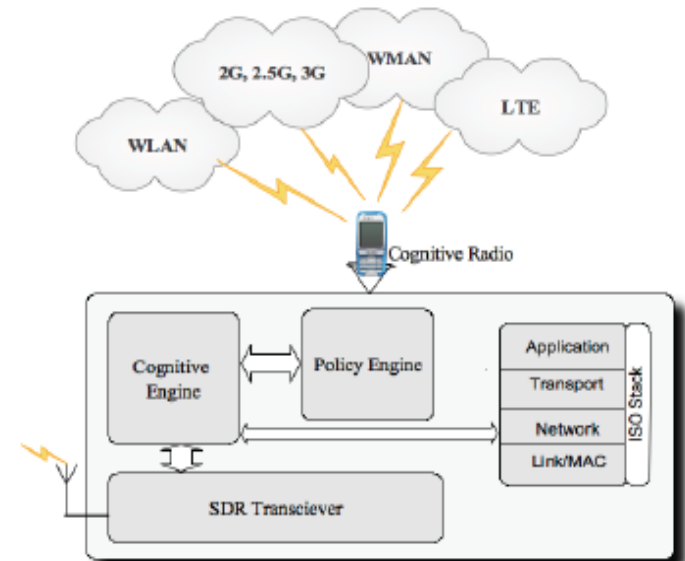 2G, 2.5G, 3G
WMAN
LTE
WLAN
Cognitive Radio
Cognitive
Engine
Policy Engine
Application
Transport
Network
Link/MAC
ISO Stack
SDR Transciever